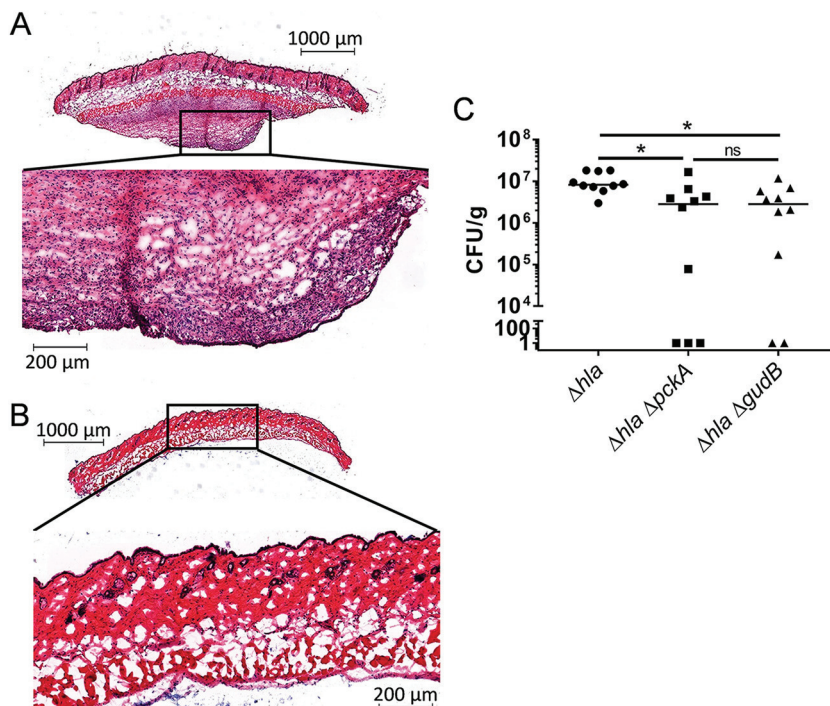 A
1000 µm
200 µm
B
1000 µm
200 µm
C
*
*
ns
CFU/g
10⁸
10⁷
10⁶
10⁵
10⁴
100
1
Δhla
Δhla ΔpckA
Δhla ΔgudB